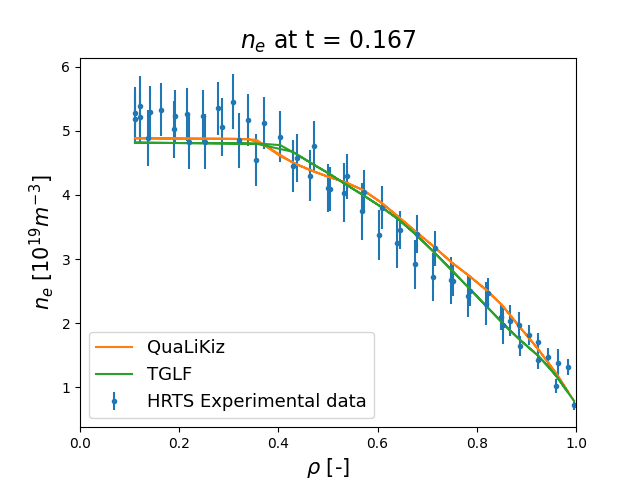 n_e at t = 0.167
n_e [10^{19}m^{-3}]
6
5
4
3
2
1
QuaLiKiz
TGLF
HRTS Experimental data
0.0 0.2 0.4 0.6 0.8 1.0
ρ [-]